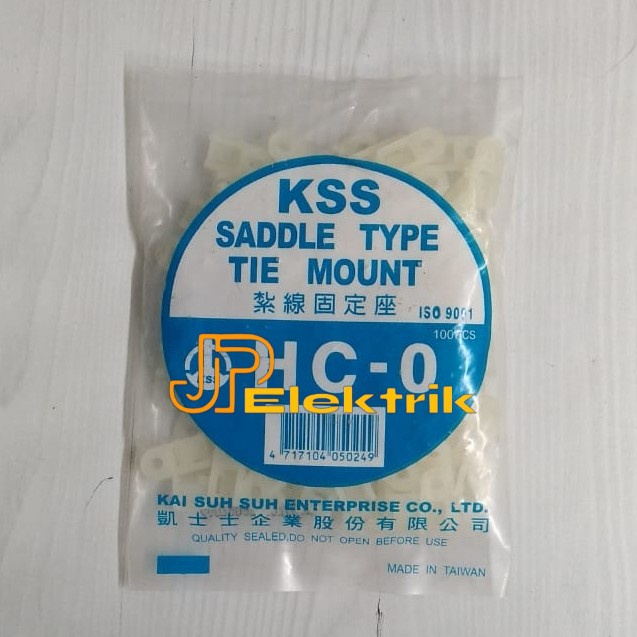 KSS
SADDLE TYPE
TIE MOUNT
紮線固定座
ISO 9001
100PCS
KSS
HC-0
JP Elektrik
4 717104 050249
KAI SUH SUH ENTERPRISE CO., LTD.
凱士士企業股份有限公司
QUALITY SEALED.DO NOT OPEN BEFORE USE
MADE IN TAIWAN